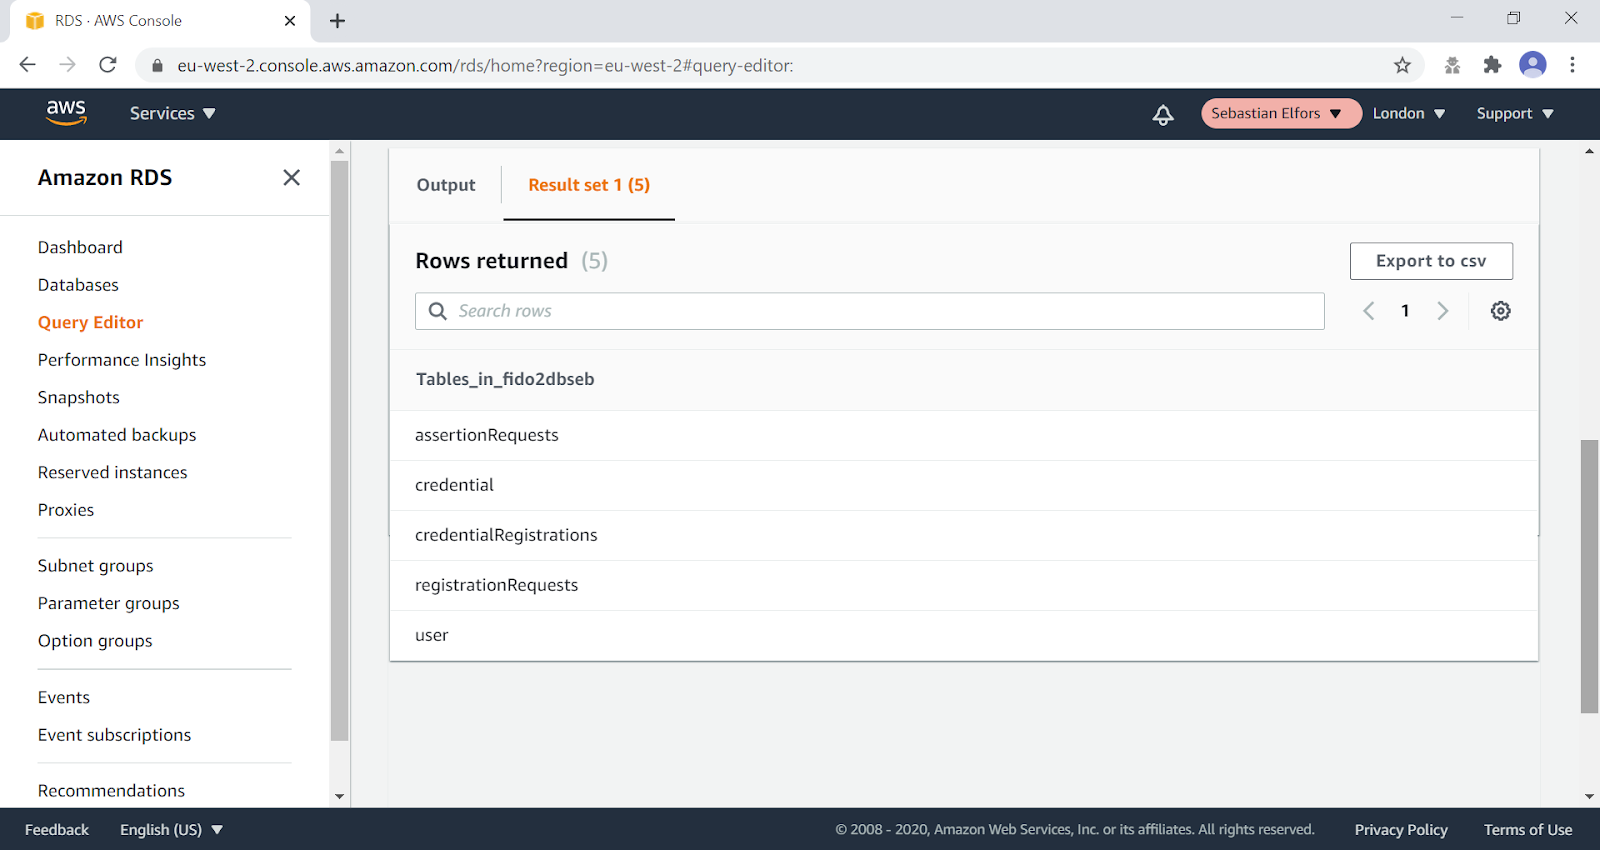 RDS · AWS Console
eu-west-2.console.aws.amazon.com/rds/home?region=eu-west-2#query-editor:
aws
Services
Sebastian Elfors
London
Support
Amazon RDS
Dashboard
Databases
Query Editor
Performance Insights
Snapshots
Automated backups
Reserved instances
Proxies
Subnet groups
Parameter groups
Option groups
Events
Event subscriptions
Recommendations
Output
Result set 1 (5)
Rows returned (5)
Export to csv
Search rows
1
Tables_in_fido2dbseb
assertionRequests
credential
credentialRegistrations
registrationRequests
user
Feedback
English (US)
© 2008 - 2020, Amazon Web Services, Inc. or its affiliates. All rights reserved.
Privacy Policy
Terms of Use